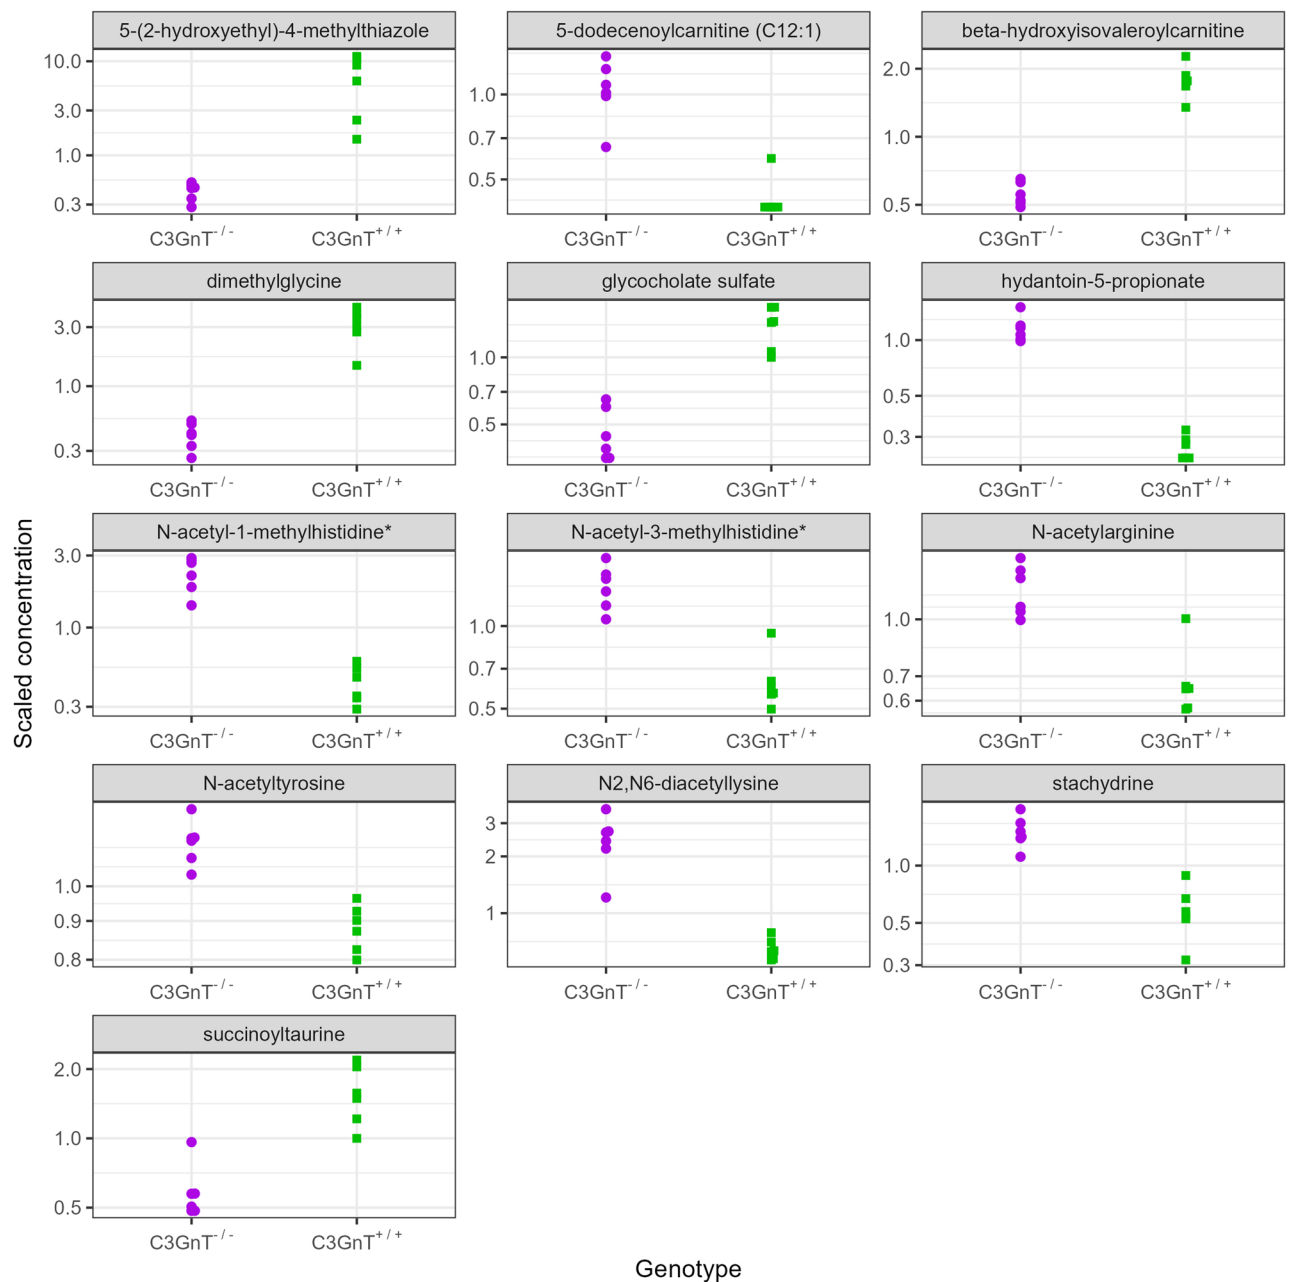 5-(2-hydroxyethyl)-4-methylthiazole
5-dodecenoylcarnitine (C12:1)
beta-hydroxyisovaleroylcarnitine
10.0
3.0
1.0
0.3
1.0
0.7
0.5
2.0
1.0
0.5
C3GnT⁻ᐟ⁻ C3GnT⁺ᐟ⁺
C3GnT⁻ᐟ⁻ C3GnT⁺ᐟ⁺
C3GnT⁻ᐟ⁻ C3GnT⁺ᐟ⁺
dimethylglycine
glycocholate sulfate
hydantoin-5-propionate
3.0
1.0
0.3
1.0
0.7
0.5
1.0
0.5
0.3
C3GnT⁻ᐟ⁻ C3GnT⁺ᐟ⁺
C3GnT⁻ᐟ⁻ C3GnT⁺ᐟ⁺
C3GnT⁻ᐟ⁻ C3GnT⁺ᐟ⁺
Scaled concentration
N-acetyl-1-methylhistidine*
N-acetyl-3-methylhistidine*
N-acetylarginine
3.0
1.0
0.3
1.0
0.7
0.5
1.0
0.7
0.6
C3GnT⁻ᐟ⁻ C3GnT⁺ᐟ⁺
C3GnT⁻ᐟ⁻ C3GnT⁺ᐟ⁺
C3GnT⁻ᐟ⁻ C3GnT⁺ᐟ⁺
N-acetyltyrosine
N2,N6-diacetyllysine
stachydrine
1.0
0.9
0.8
3
2
1
1.0
0.5
0.3
C3GnT⁻ᐟ⁻ C3GnT⁺ᐟ⁺
C3GnT⁻ᐟ⁻ C3GnT⁺ᐟ⁺
C3GnT⁻ᐟ⁻ C3GnT⁺ᐟ⁺
succinoyltaurine
2.0
1.0
0.5
C3GnT⁻ᐟ⁻ C3GnT⁺ᐟ⁺
Genotype